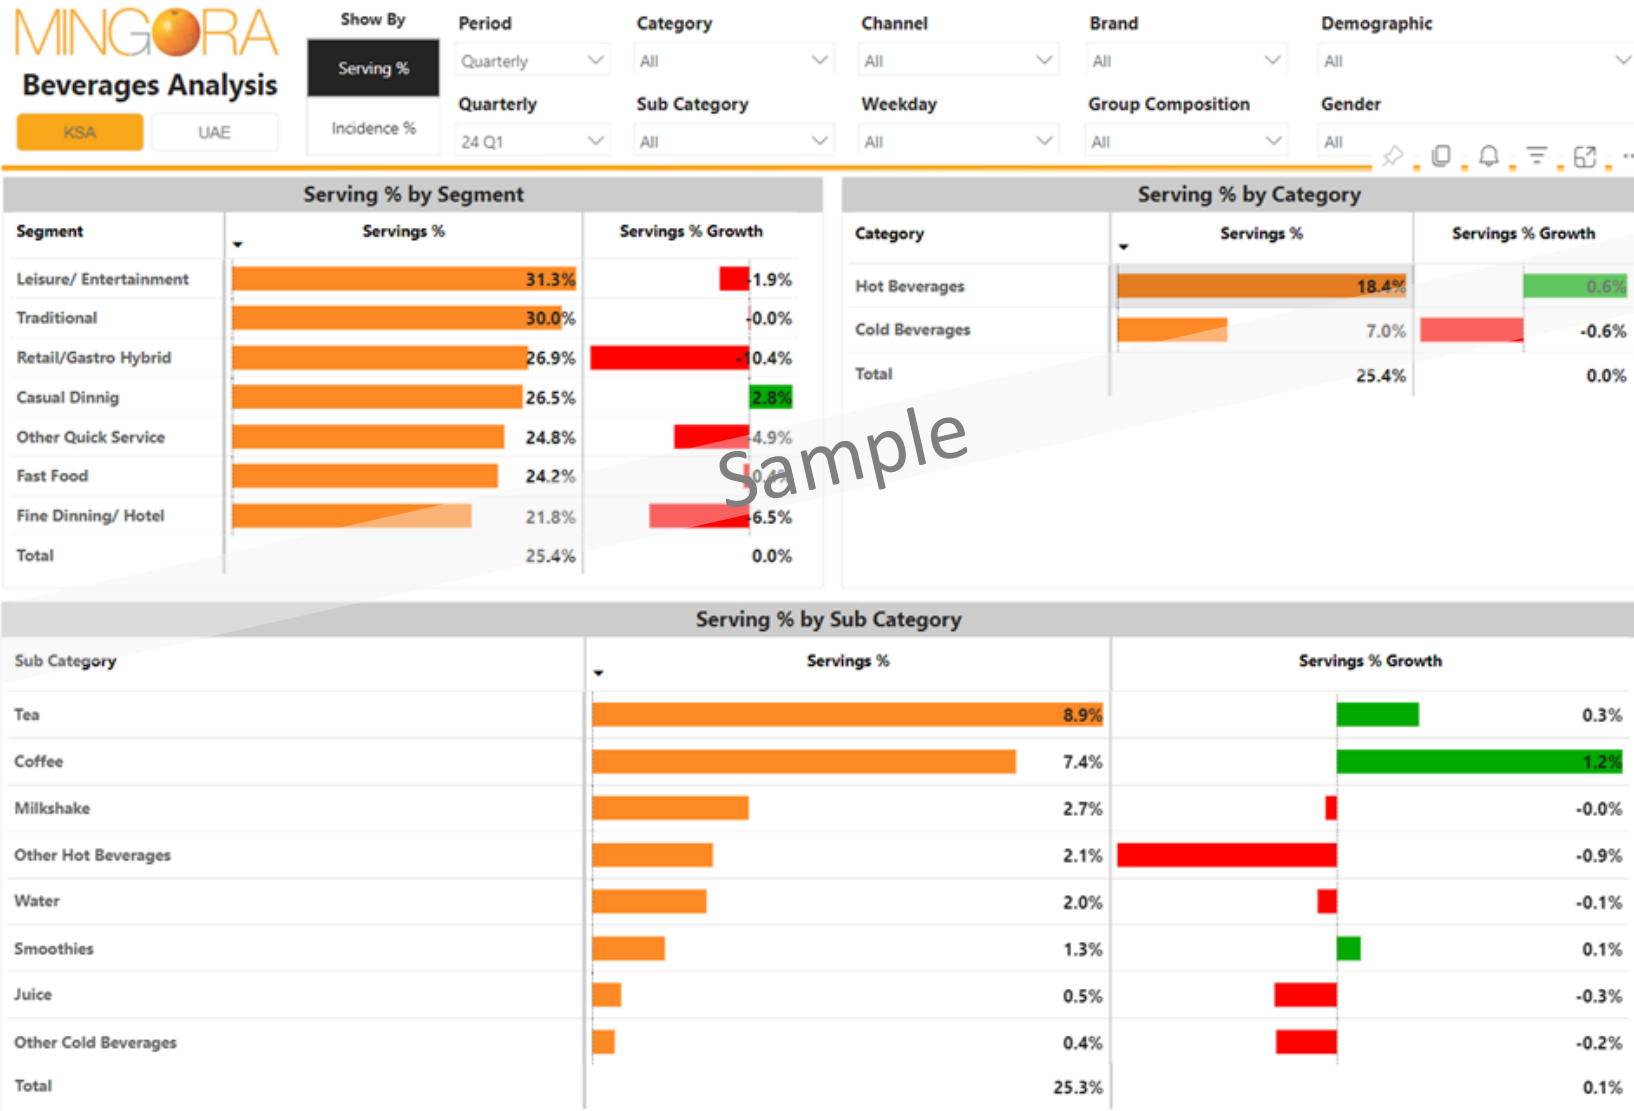 MINGORA
Beverages Analysis
KSA UAE
Show By
Serving %
Incidence %
Period
Quarterly
Quarterly
24 Q1
Category
All
Sub Category
All
Channel
All
Weekday
All
Brand
All
Group Composition
All
Demographic
All
Gender
All
Serving % by Segment
Segment Servings % Servings % Growth
Leisure/ Entertainment 31.3% -1.9%
Traditional 30.0% -0.0%
Retail/Gastro Hybrid 26.9% -10.4%
Casual Dinnig 26.5% 2.8%
Other Quick Service 24.8% -4.9%
Fast Food 24.2%
Fine Dinning/ Hotel 21.8% -6.5%
Total 25.4% 0.0%
Serving % by Category
Category Servings % Servings % Growth
Hot Beverages 18.4% 0.6%
Cold Beverages 7.0% -0.6%
Total 25.4% 0.0%
Sample
Serving % by Sub Category
Sub Category Servings % Servings % Growth
Tea 8.9% 0.3%
Coffee 7.4% 1.2%
Milkshake 2.7% -0.0%
Other Hot Beverages 2.1% -0.9%
Water 2.0% -0.1%
Smoothies 1.3% 0.1%
Juice 0.5% -0.3%
Other Cold Beverages 0.4% -0.2%
Total 25.3% 0.1%